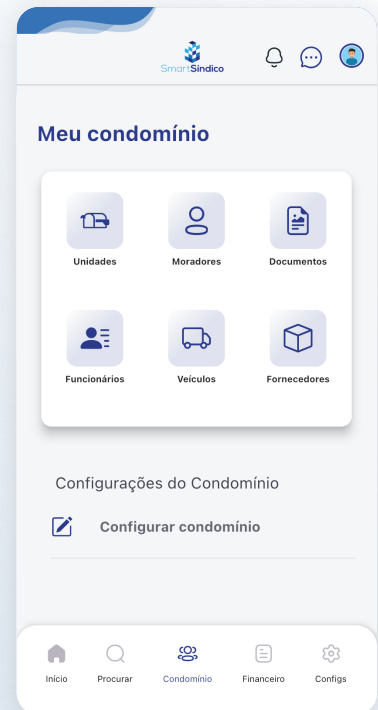 SmartSíndico
Meu condomínio
Unidades
Moradores
Documentos
Funcionários
Veículos
Fornecedores
Configurações do Condomínio
Configurar condomínio
Início
Procurar
Condomínio
Financeiro
Configs